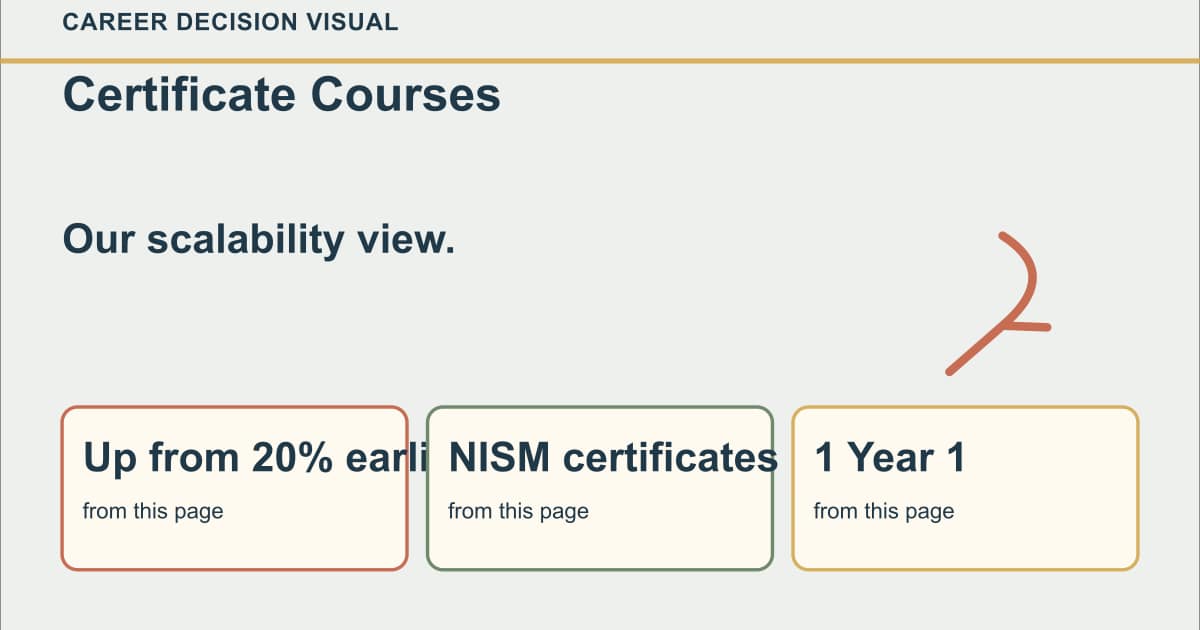 CAREER DECISION VISUAL
Certificate Courses
Our scalability view.
Up from 20% earli
from this page
NISM certificates
from this page
1 Year 1
from this page